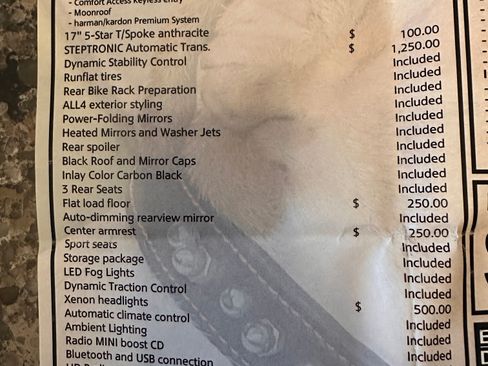 - Comfort Access Keyless Entry
- Moonroof
- harman/kardon Premium System
17" 5-Star T/Spoke anthracite $ 100.00
STEPTRONIC Automatic Trans. $ 1,250.00
Dynamic Stability Control Included
Runflat tires Included
Rear Bike Rack Preparation Included
ALL4 exterior styling Included
Power-Folding Mirrors Included
Heated Mirrors and Washer Jets Included
Rear spoiler Included
Black Roof and Mirror Caps Included
Inlay Color Carbon Black Included
3 Rear Seats Included
Flat load floor $ 250.00
Auto-dimming rearview mirror Included
Center armrest $ 250.00
Sport seats Included
Storage package Included
LED Fog Lights Included
Dynamic Traction Control Included
Xenon headlights $ 500.00
Automatic climate control Included
Ambient Lighting Included
Radio MINI boost CD Included
Bluetooth and USB connection Included